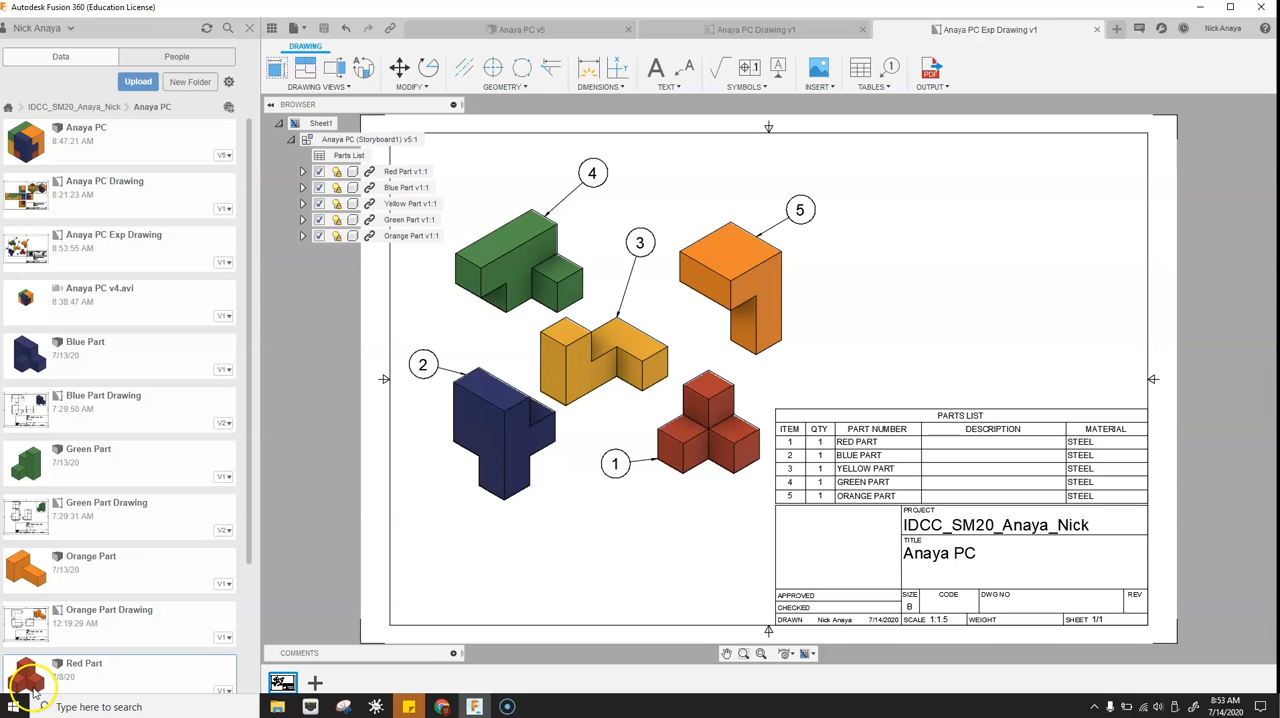 Autodesk Fusion 360 (Education License)
Nick Anaya
Anaya PC v5
Anaya PC Drawing v1
Anaya PC Exp Drawing v1
Nick Anaya
Data
People
DRAWING
Upload
New Folder
DRAWING VIEWS
MODIFY
GEOMETRY
DIMENSIONS
TEXT
SYMBOLS
INSERT
TABLES
OUTPUT
PDF
IDCC_SM20_Anaya_Nick
Anaya PC
BROWSER
Sheet1
Anaya PC (Storyboard1) v5:1
Parts List
Red Part v1:1
Blue Part v1:1
Yellow Part v1:1
Green Part v1:1
Orange Part v1:1
Anaya PC
8:47:21 AM
V5
Anaya PC Drawing
8:21:23 AM
V1
Anaya PC Exp Drawing
8:53:55 AM
V1
Anaya PC v4.avi
8:38:47 AM
V1
Blue Part
7/13/20
V1
Blue Part Drawing
7:29:50 AM
V2
Green Part
7/13/20
V1
Green Part Drawing
7:29:31 AM
V2
Orange Part
7/13/20
V1
Orange Part Drawing
12:19:29 AM
V1
Red Part
/8/20
V1
4
5
3
2
1
PARTS LIST
ITEM QTY PART NUMBER DESCRIPTION MATERIAL
1 1 RED PART STEEL
2 1 BLUE PART STEEL
3 1 YELLOW PART STEEL
4 1 GREEN PART STEEL
5 1 ORANGE PART STEEL
PROJECT
IDCC_SM20_Anaya_Nick
TITLE
Anaya PC
APPROVED
CHECKED
DRAWN Nick Anaya 7/14/2020
SIZE CODE DWG NO REV
B
SCALE 1:1.5 WEIGHT SHEET 1/1
COMMENTS
Type here to search
8:53 AM
7/14/2020